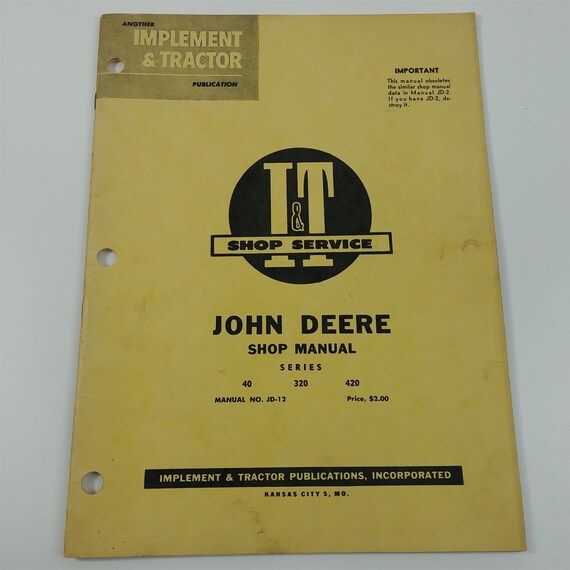 ANOTHER
IMPLEMENT
& TRACTOR
PUBLICATION
IMPORTANT
This manual obsoletes
the similar shop manual
data in Manual JD-2.
If you have JD-2, de-
stroy it.
I&T
SHOP SERVICE
JOHN DEERE
SHOP MANUAL
SERIES
40 320 420
MANUAL NO. JD-12 Price, $2.00
IMPLEMENT & TRACTOR PUBLICATIONS, INCORPORATED
KANSAS CITY 5, MO.